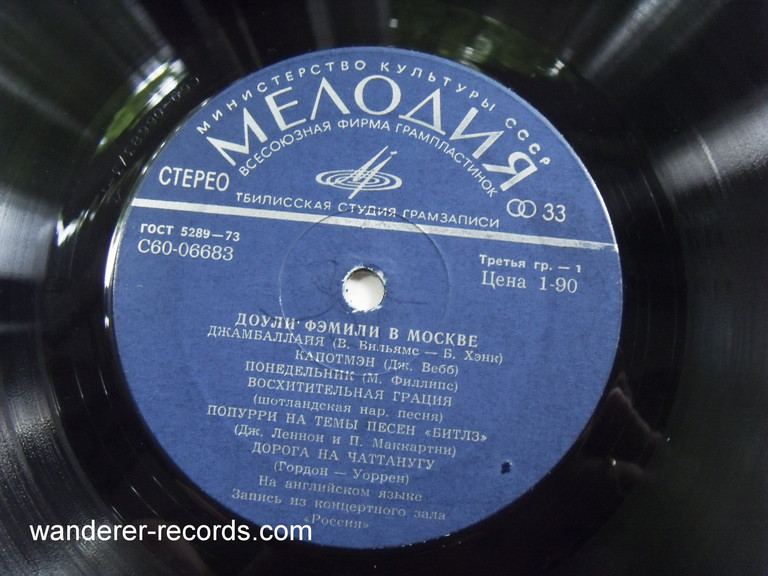 МИНИСТЕРСТВО КУЛЬТУРЫ СССР
МЕЛОДИЯ
ВСЕСОЮЗНАЯ ФИРМА ГРАМПЛАСТИНОК
СТЕРЕО
33
ТБИЛИССКАЯ СТУДИЯ ГРАМЗАПИСИ
ГОСТ 5289—73
С60-06683
Третья гр. — 1
Цена 1-90
ДОУЛИ ФЭМИЛИ В МОСКВЕ
ДЖАМБАЛЛАЙЯ (В. Вильямс — Б. Хэнк)
КАПОТМЭН (Дж. Вебб)
ПОНЕДЕЛЬНИК (М. Филлипс)
ВОСХИТИТЕЛЬНАЯ ГРАЦИЯ
(шотландская нар. песня)
ПОПУРРИ НА ТЕМЫ ПЕСЕН «БИТЛЗ»
(Дж. Леннон и П. Маккартни)
ДОРОГА НА ЧАТТАНУГУ
(Гордон — Уоррен)
На английском языке
Запись из концертного зала
«Россия»
wanderer-records.com